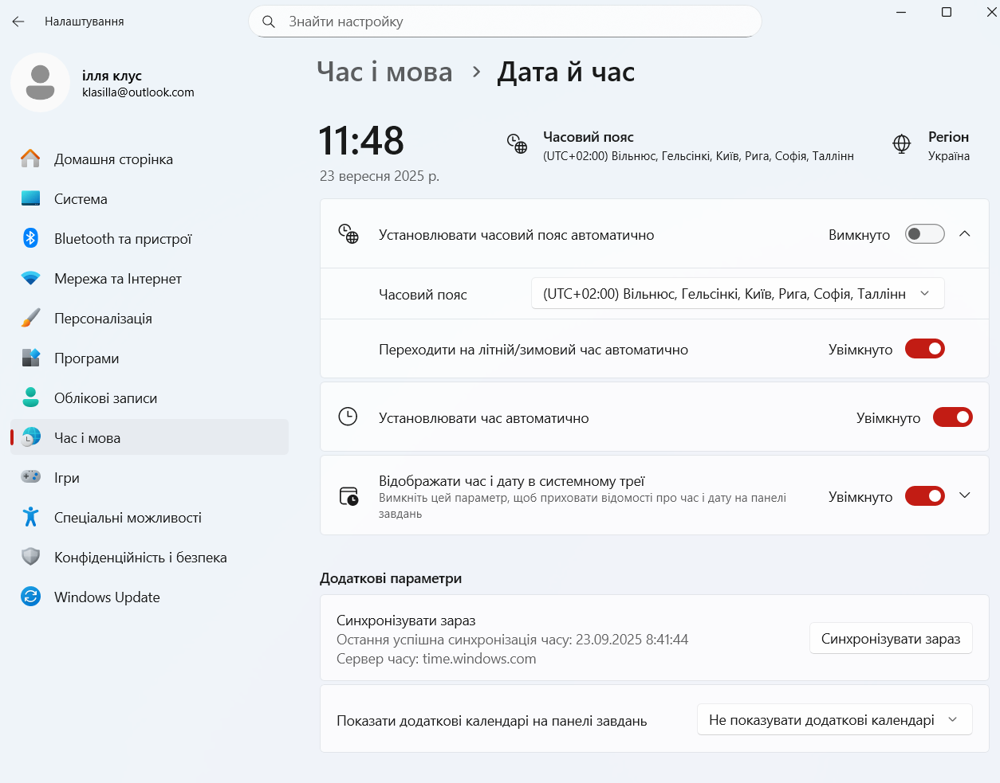 Налаштування
Знайти настройку
ілля клус
klasilla@outlook.com
Домашня сторінка
Система
Bluetooth та пристрої
Мережа та Інтернет
Персоналізація
Програми
Облікові записи
Час і мова
Ігри
Спеціальні можливості
Конфіденційність і безпека
Windows Update
Час і мова › Дата й час
11:48
23 вересня 2025 р.
Часовий пояс
(UTC+02:00) Вільнюс, Гельсінкі, Київ, Рига, Софія, Таллінн
Регіон
Україна
Установлювати часовий пояс автоматично Вимкнуто
Часовий пояс (UTC+02:00) Вільнюс, Гельсінкі, Київ, Рига, Софія, Таллінн
Переходити на літній/зимовий час автоматично Увімкнуто
Установлювати час автоматично Увімкнуто
Відображати час і дату в системному треї
Вимкніть цей параметр, щоб приховати відомості про час і дату на панелі
завдань
Увімкнуто
Додаткові параметри
Синхронізувати зараз
Остання успішна синхронізація часу: 23.09.2025 8:41:44
Сервер часу: time.windows.com
Синхронізувати зараз
Показати додаткові календарі на панелі завдань Не показувати додаткові календарі